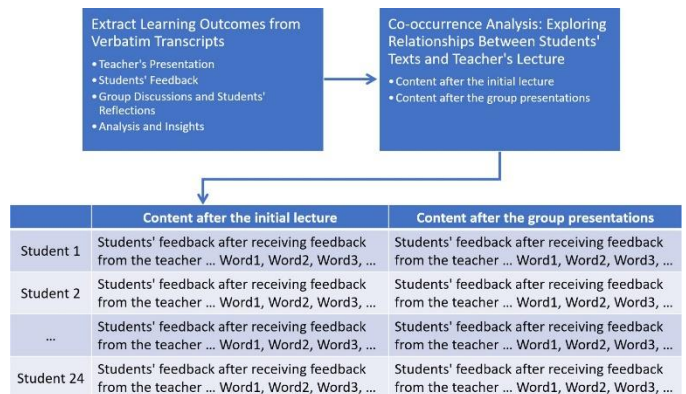 Extract Learning Outcomes from
Verbatim Transcripts
• Teacher's Presentation
• Students' Feedback
• Group Discussions and Students'
Reflections
• Analysis and Insights
Co-occurrence Analysis: Exploring
Relationships Between Students'
Texts and Teacher's Lecture
• Content after the initial lecture
• Content after the group presentations
Content after the initial lecture
Content after the group presentations
Student 1
Students' feedback after receiving feedback
from the teacher ... Word1, Word2, Word3, ...
Students' feedback after receiving feedback
from the teacher ... Word1, Word2, Word3, ...
Student 2
Students' feedback after receiving feedback
from the teacher ... Word1, Word2, Word3, ...
Students' feedback after receiving feedback
from the teacher ... Word1, Word2, Word3, ...
...
Students' feedback after receiving feedback
from the teacher ... Word1, Word2, Word3, ...
Students' feedback after receiving feedback
from the teacher ... Word1, Word2, Word3, ...
Student 24
Students' feedback after receiving feedback
from the teacher ... Word1, Word2, Word3, ...
Students' feedback after receiving feedback
from the teacher ... Word1, Word2, Word3, ...